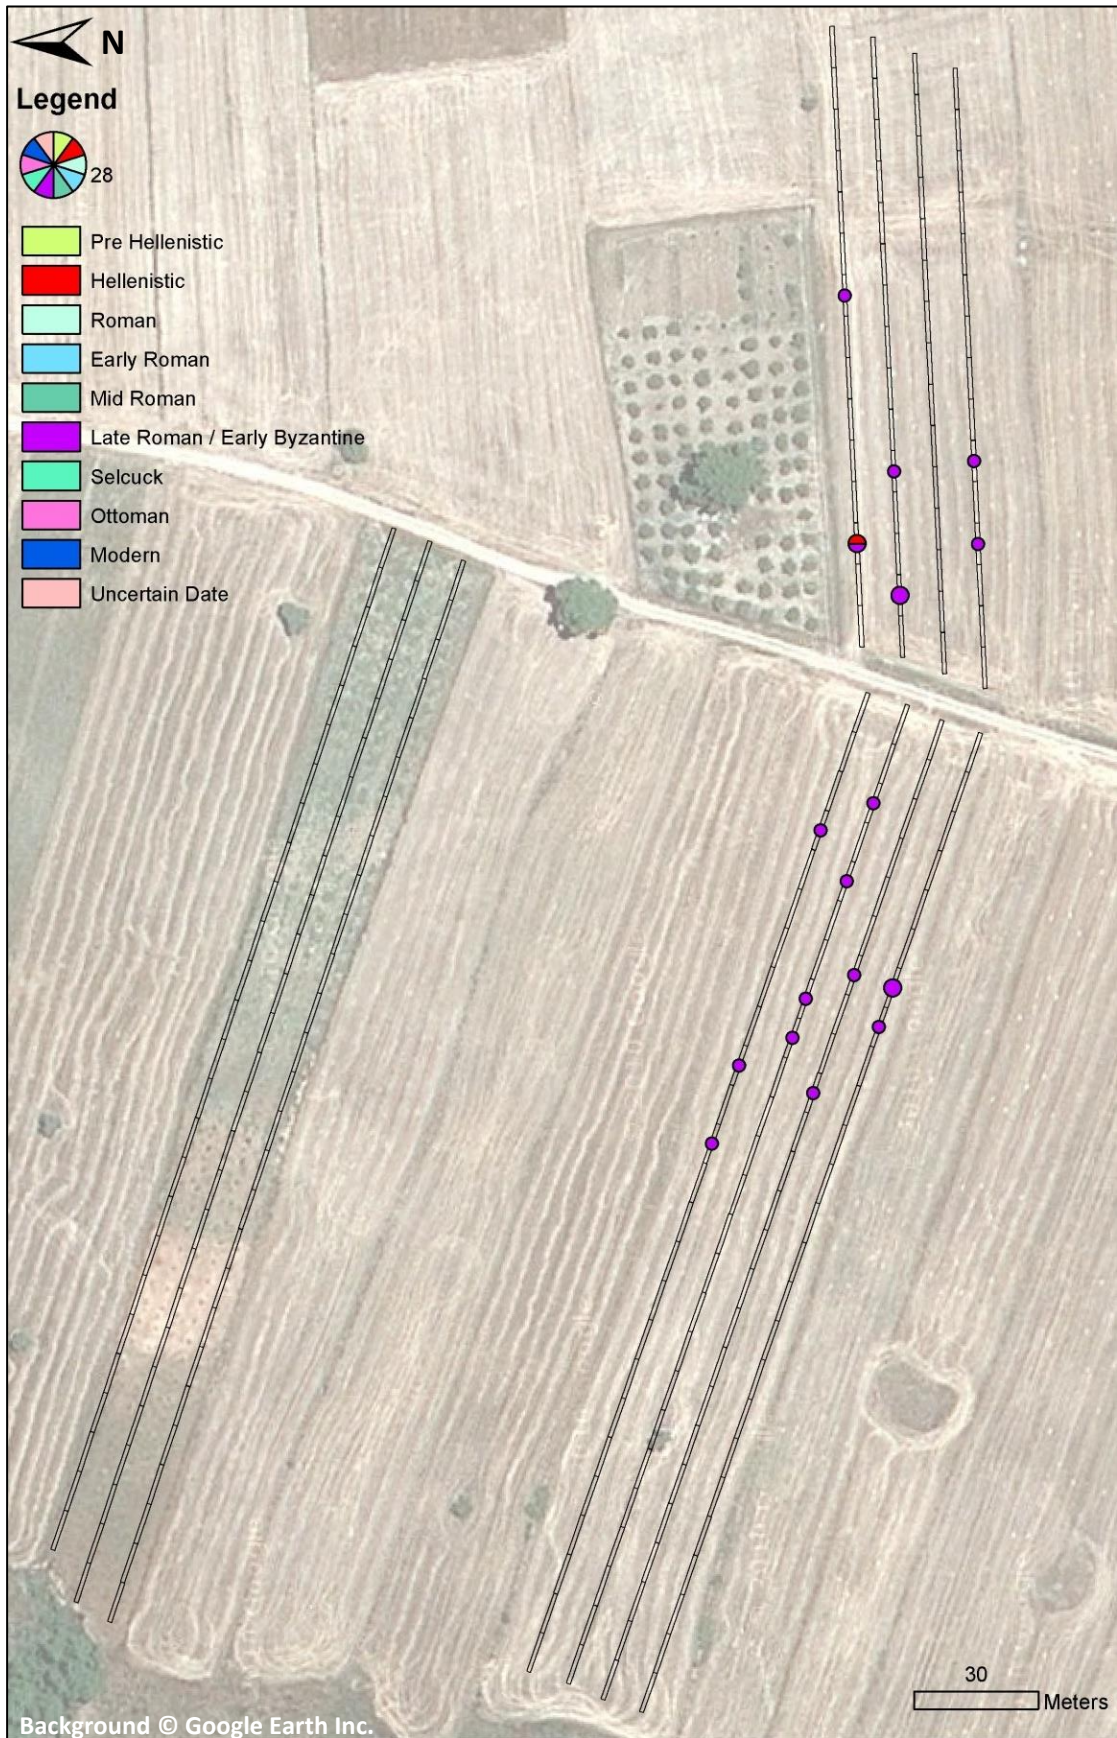 N
Legend
28
Pre Hellenistic
Hellenistic
Roman
Early Roman
Mid Roman
Late Roman / Early Byzantine
Selcuck
Ottoman
Modern
Uncertain Date
30
Meters
Background © Google Earth Inc.